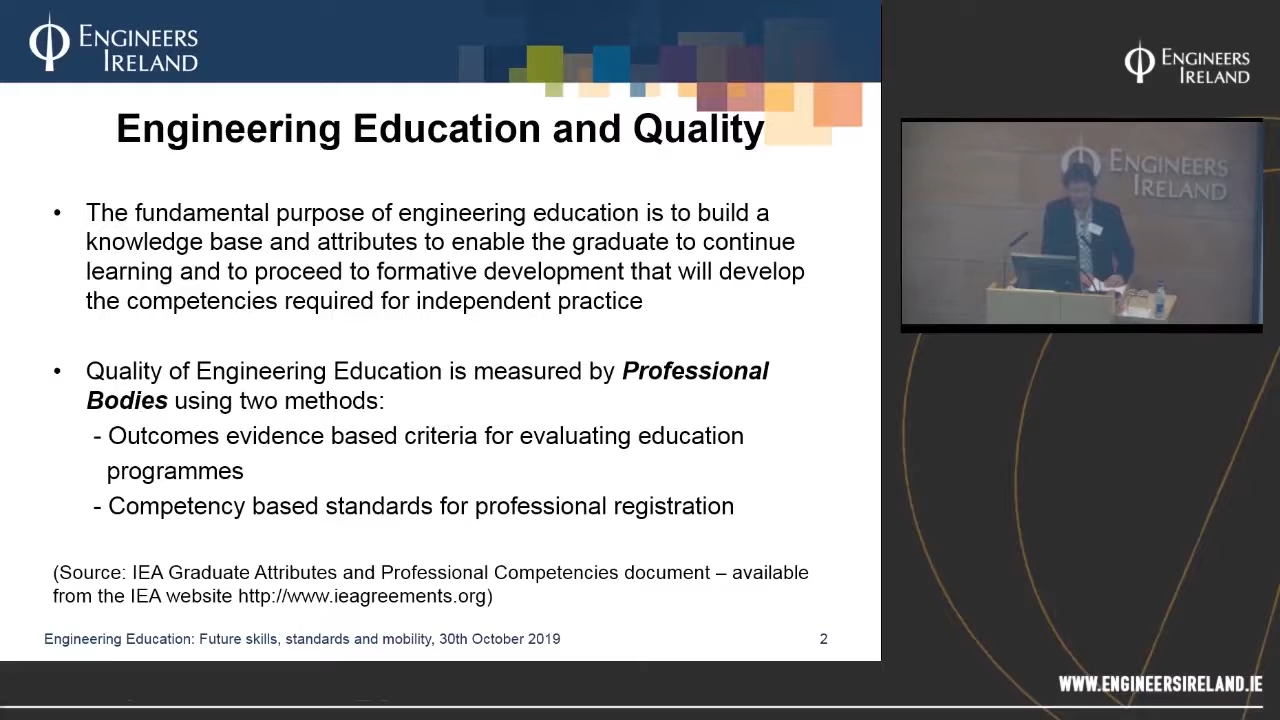 ENGINEERS
IRELAND
Engineering Education and Quality
• The fundamental purpose of engineering education is to build a
knowledge base and attributes to enable the graduate to continue
learning and to proceed to formative development that will develop
the competencies required for independent practice
• Quality of Engineering Education is measured by Professional
Bodies using two methods:
- Outcomes evidence based criteria for evaluating education
programmes
- Competency based standards for professional registration
(Source: IEA Graduate Attributes and Professional Competencies document – available
from the IEA website http://www.ieagreements.org)
Engineering Education: Future skills, standards and mobility, 30th October 2019
2
ENGINEERS
IRELAND
ENGINEERS
IRELAND
WWW.ENGINEERSIRELAND.IE